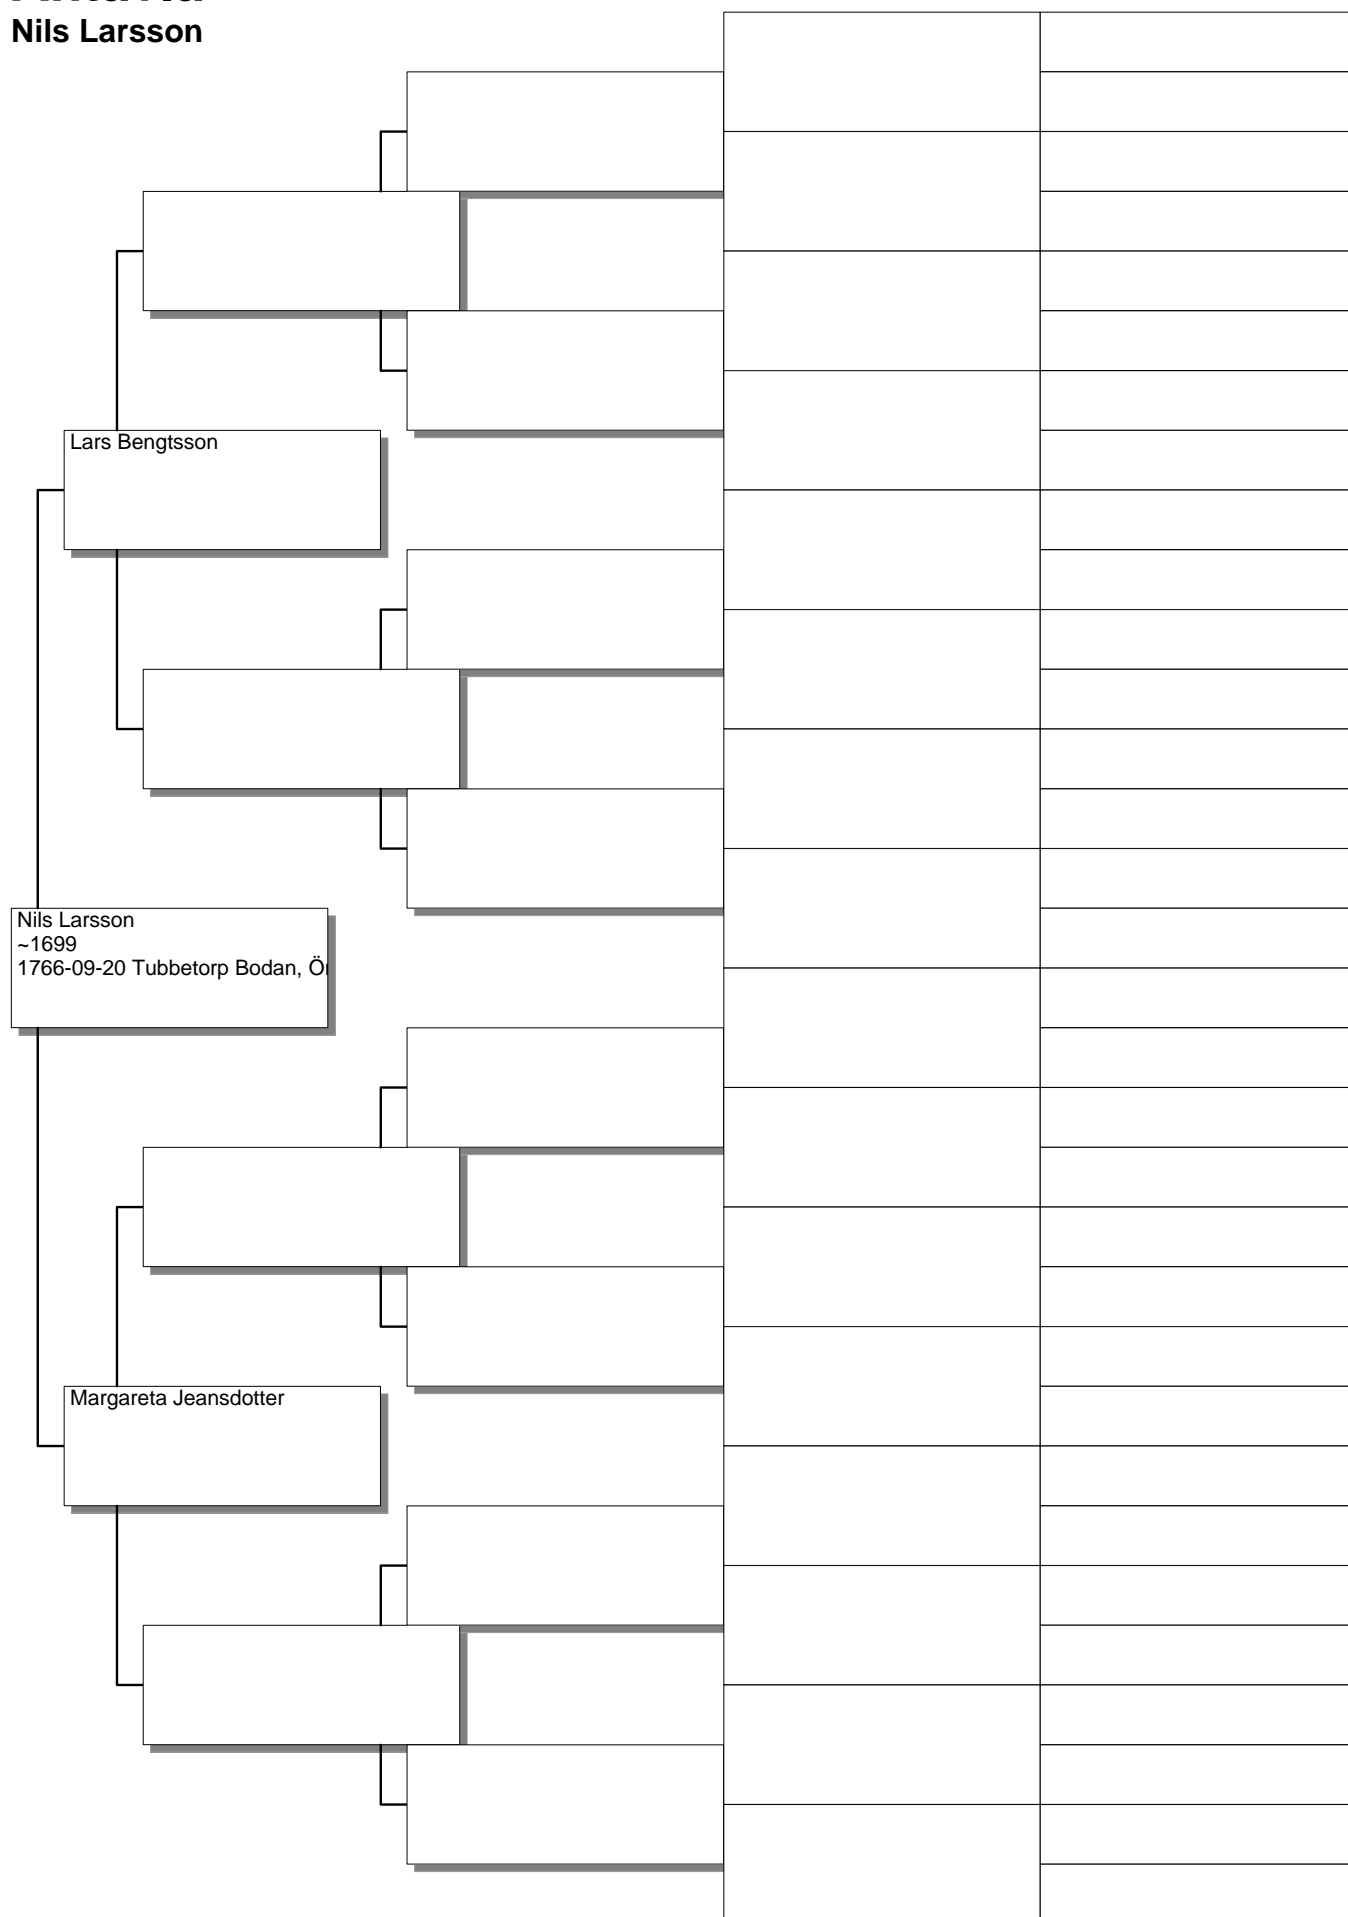 Nils Larsson
Lars Bengtsson
Nils Larsson
~1699
1766-09-20 Tubbetorp Bodan,
Margareta Jeansdotter